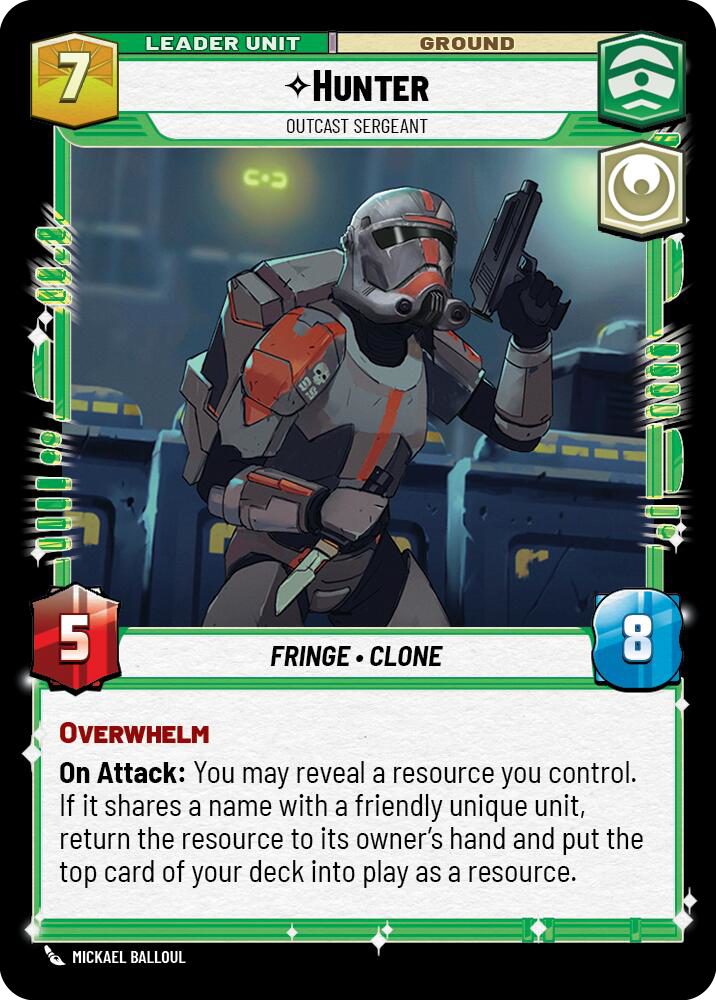 LEADER UNIT
GROUND
7
HUNTER
OUTCAST SERGEANT
99
5
FRINGE • CLONE
8
OVERWHELM
On Attack: You may reveal a resource you control.
If it shares a name with a friendly unique unit,
return the resource to its owner's hand and put the
top card of your deck into play as a resource.
MICKAEL BALLOUL